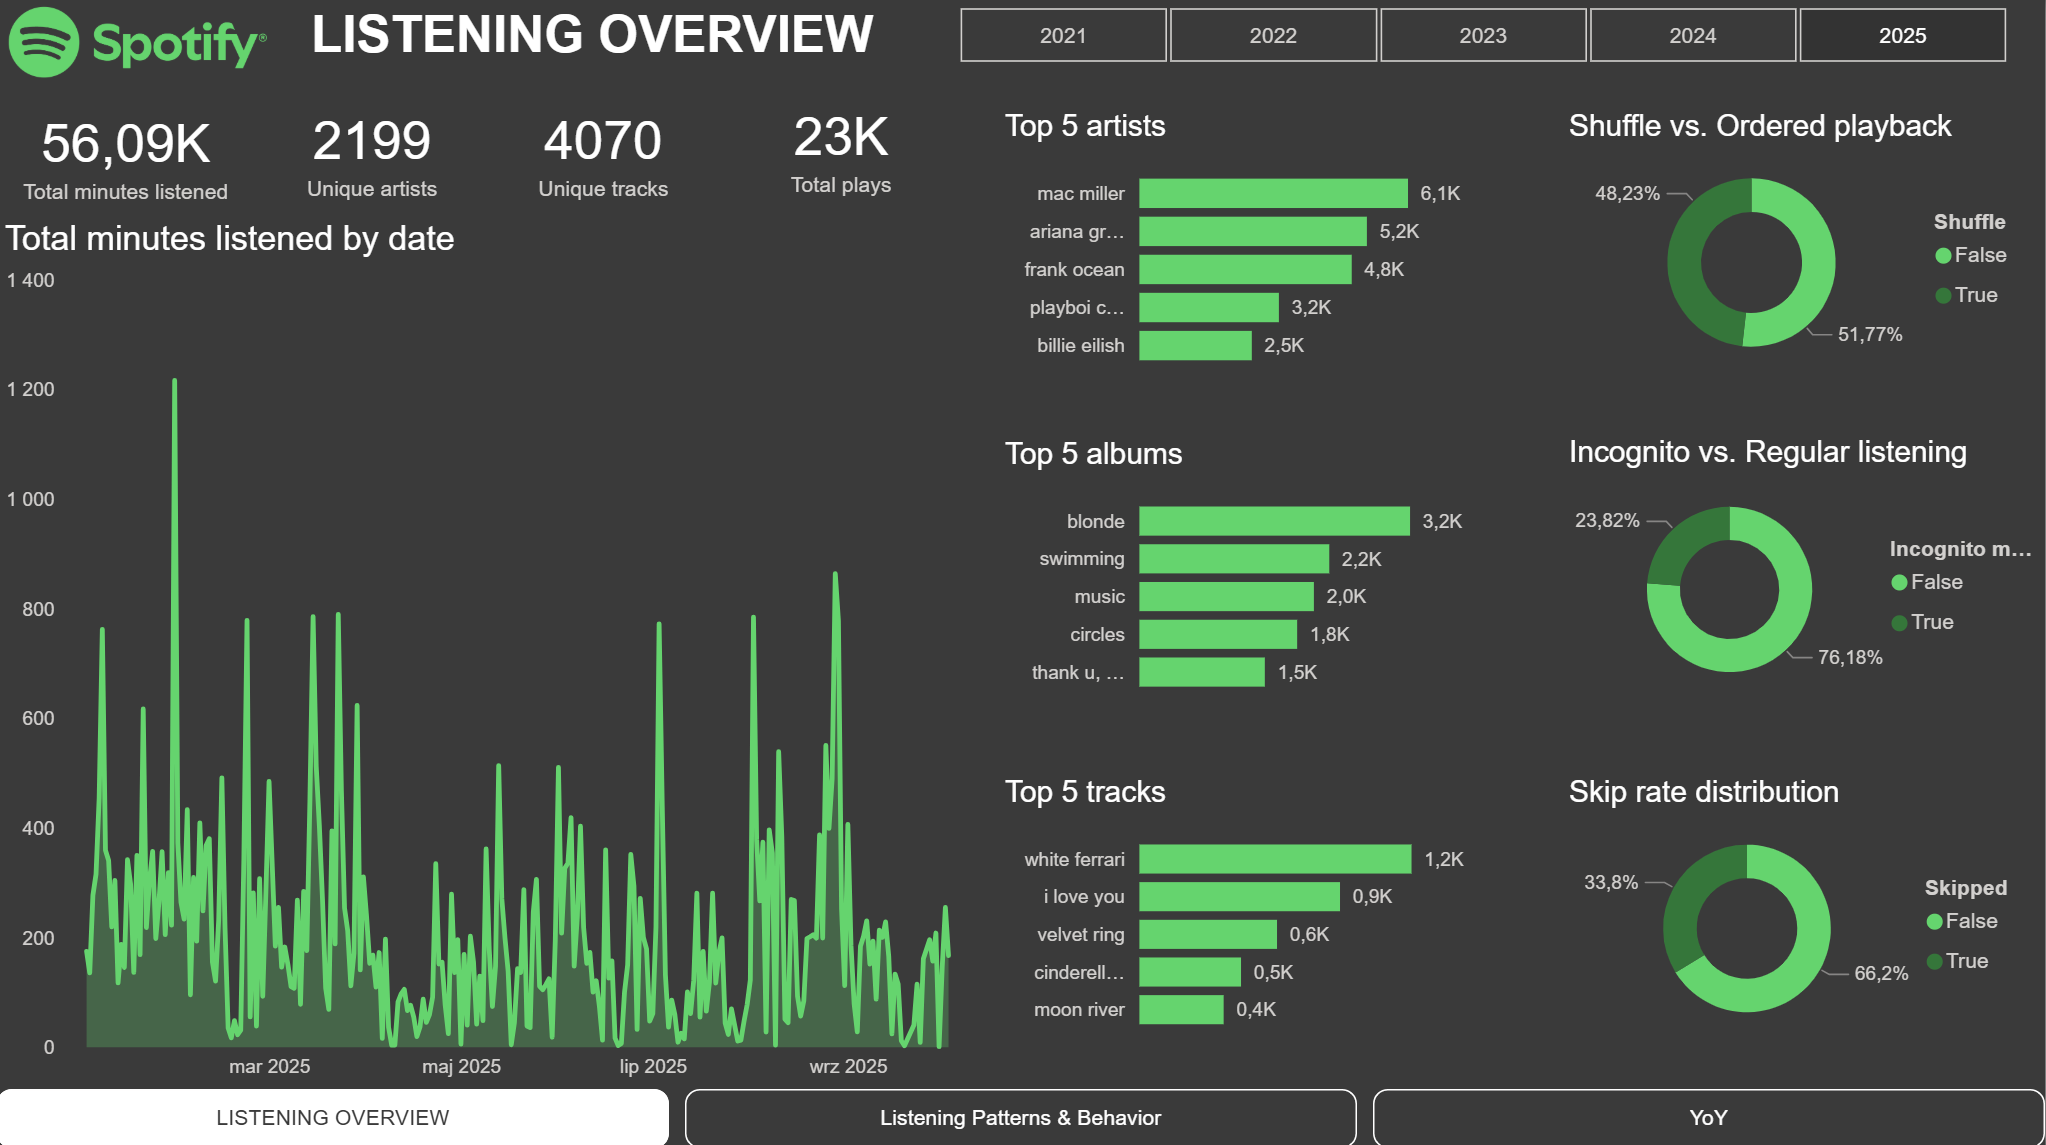 Spotify®
LISTENING OVERVIEW
2021
2022
2023
2024
2025
56,09K
Total minutes listened
2199
Unique artists
4070
Unique tracks
23K
Total plays
Total minutes listened by date
1 400
1 200
1 000
800
600
400
200
0
mar 2025
maj 2025
lip 2025
wrz 2025
Top 5 artists
mac miller 6,1K
ariana gr... 5,2K
frank ocean 4,8K
playboi c... 3,2K
billie eilish 2,5K
Top 5 albums
blonde 3,2K
swimming 2,2K
music 2,0K
circles 1,8K
thank u, ... 1,5K
Top 5 tracks
white ferrari 1,2K
i love you 0,9K
velvet ring 0,6K
cinderell... 0,5K
moon river 0,4K
Shuffle vs. Ordered playback
48,23%
51,77%
Shuffle
False
True
Incognito vs. Regular listening
23,82%
76,18%
Incognito m...
False
True
Skip rate distribution
33,8%
66,2%
Skipped
False
True
LISTENING OVERVIEW
Listening Patterns & Behavior
YoY